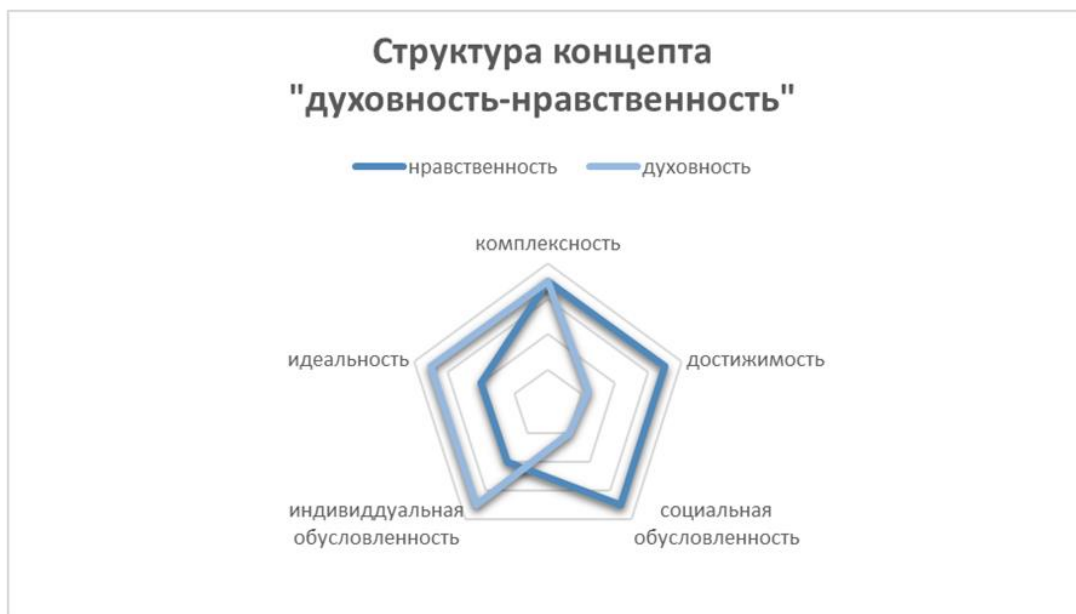 Структура концепта
"духовность-нравственность"
нравственность духовность
комплексность
идеальность достижимость
индивиддуальная социальная
обусловленность обусловленность